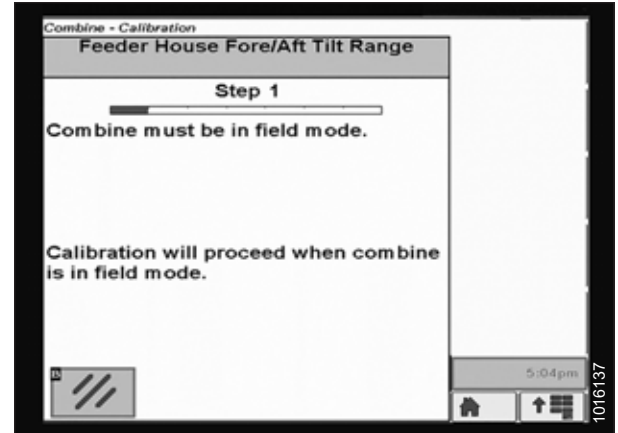 Combine - Calibration
Feeder House Fore/Aft Tilt Range
Step 1
Combine must be in field mode.
Calibration will proceed when combine
is in field mode.
B
5:04pm
1016137